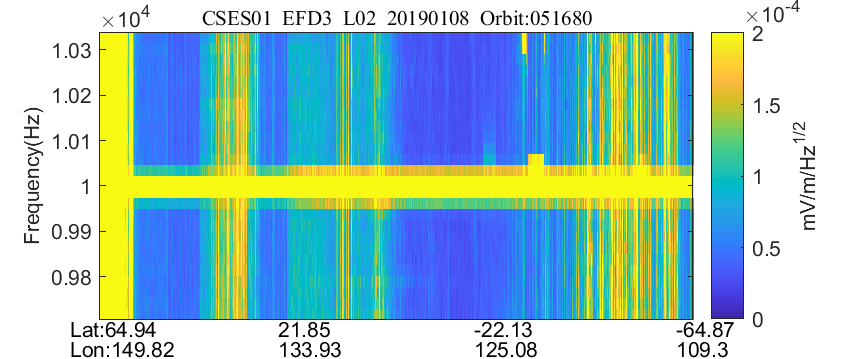 ×10⁴
CSES01 EFD3 L02 20190108 Orbit:051680
×10⁻⁴
1.03
1.02
1.01
1
0.99
0.98
Frequency(Hz)
2
1.5
1
0.5
0
mV/m/Hz^1/2
Lat:64.94 21.85 -22.13 -64.87
Lon:149.82 133.93 125.08 109.3